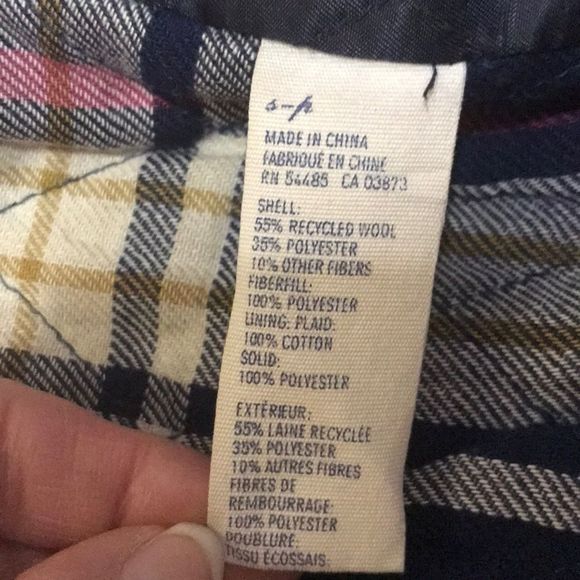 s-p
MADE IN CHINA
FABRIQUÉ EN CHINE
RN 54485 CA 03873
SHELL:
55% RECYCLED WOOL
35% POLYESTER
10% OTHER FIBERS
FIBERFILL:
100% POLYESTER
LINING: PLAID:
100% COTTON
SOLID:
100% POLYESTER
EXTÉRIEUR:
55% LAINE RECYCLÉE
35% POLYESTER
10% AUTRES FIBRES
FIBRES DE
REMBOURRAGE:
100% POLYESTER
DOUBLURE:
TISSU ÉCOSSAIS: